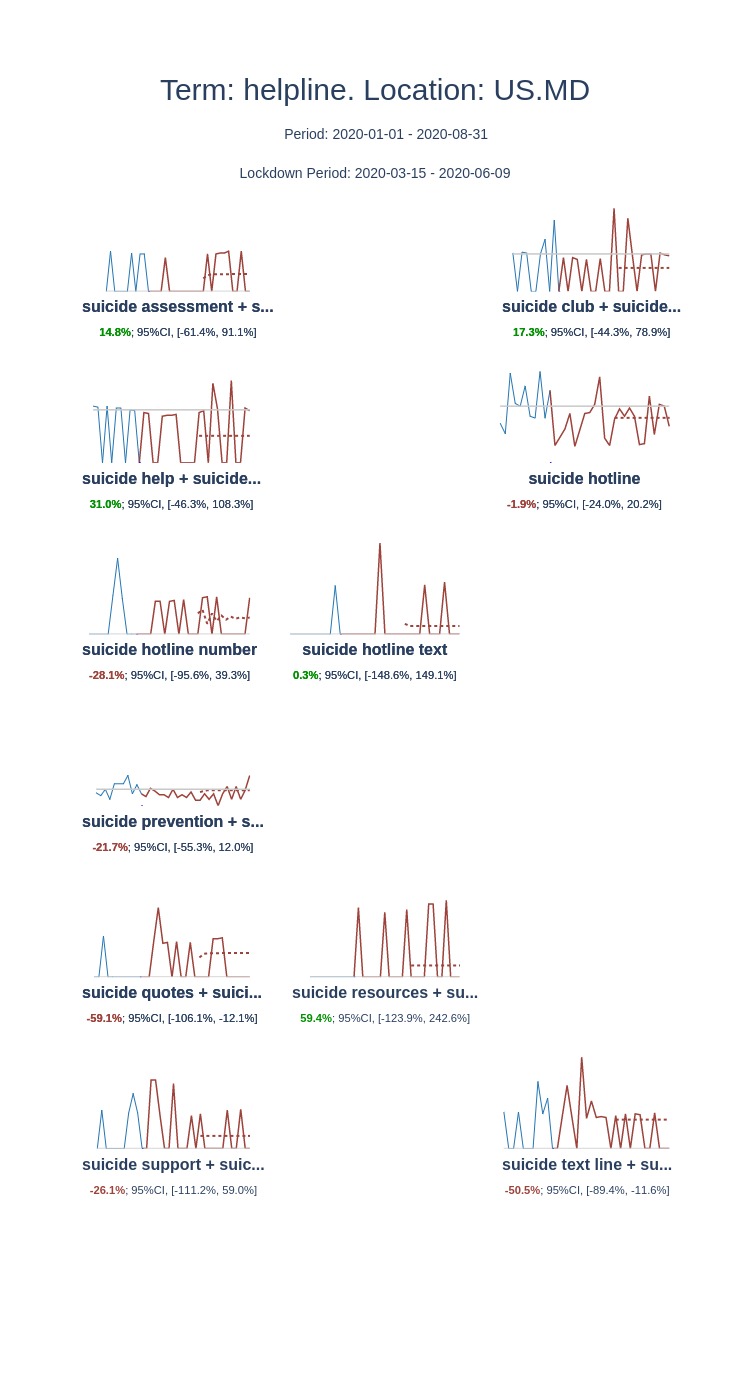 Term: helpline. Location: US.MD
Period: 2020-01-01 - 2020-08-31
Lockdown Period: 2020-03-15 - 2020-06-09
suicide assessment + s...
14.8%; 95%CI, [-61.4%, 91.1%]
suicide club + suicide...
17.3%; 95%CI, [-44.3%, 78.9%]
suicide help + suicide...
31.0%; 95%CI, [-46.3%, 108.3%]
suicide hotline
-1.9%; 95%CI, [-24.0%, 20.2%]
suicide hotline number
-28.1%; 95%CI, [-95.6%, 39.3%]
suicide hotline text
0.3%; 95%CI, [-148.6%, 149.1%]
suicide prevention + s...
-21.7%; 95%CI, [-55.3%, 12.0%]
suicide quotes + suici...
-59.1%; 95%CI, [-106.1%, -12.1%]
suicide resources + su...
59.4%; 95%CI, [-123.9%, 242.6%]
suicide support + suic...
-26.1%; 95%CI, [-111.2%, 59.0%]
suicide text line + su...
-50.5%; 95%CI, [-89.4%, -11.6%]